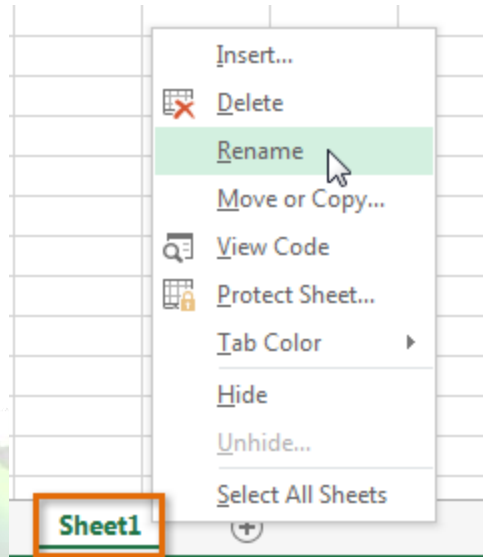 Insert...
Delete
Rename
Move or Copy...
View Code
Protect Sheet...
Tab Color
Hide
Unhide...
Select All Sheets
Sheet1